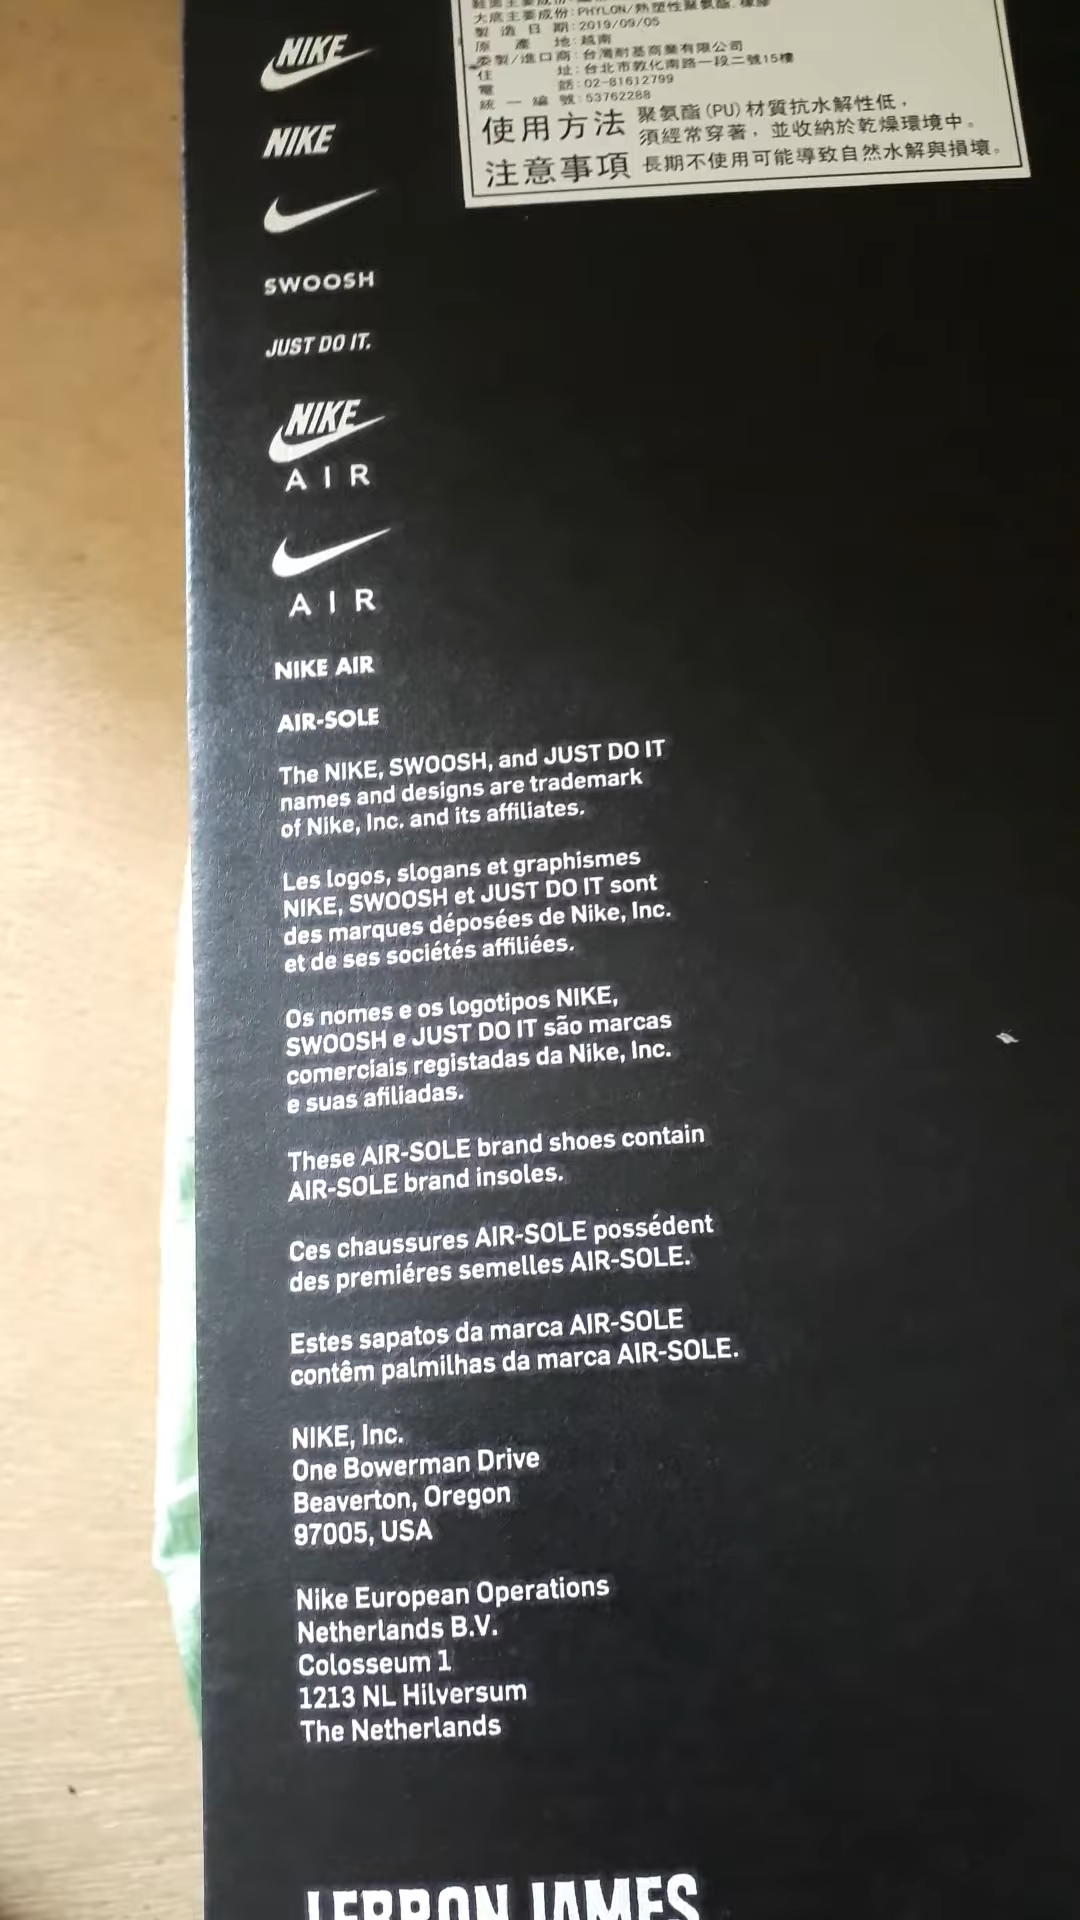 大底主要成份:PHYLON/熱塑性聚氨酯.橡膠
製造日期:2019/09/05
原產地:越南
委製/進口商:台灣耐基商業有限公司
住址:台北市敦化南路一段二號15樓
電話:02-81612799
統一編號:53762288
使用方法 聚氨酯(PU)材質抗水解性低,
須經常穿著,並收納於乾燥環境中。
注意事項 長期不使用可能導致自然水解與損壞。
NIKE
NIKE
SWOOSH
JUST DO IT.
NIKE
AIR
AIR
NIKE AIR
AIR-SOLE
The NIKE, SWOOSH, and JUST DO IT
names and designs are trademark
of Nike, Inc. and its affiliates.
Les logos, slogans et graphismes
NIKE, SWOOSH et JUST DO IT sont
des marques déposées de Nike, Inc.
et de ses sociétés affiliées.
Os nomes e os logotipos NIKE,
SWOOSH e JUST DO IT são marcas
comerciais registadas da Nike, Inc.
e suas afiliadas.
These AIR-SOLE brand shoes contain
AIR-SOLE brand insoles.
Ces chaussures AIR-SOLE possédent
des premiéres semelles AIR-SOLE.
Estes sapatos da marca AIR-SOLE
contêm palmilhas da marca AIR-SOLE.
NIKE, Inc.
One Bowerman Drive
Beaverton, Oregon
97005, USA
Nike European Operations
Netherlands B.V.
Colosseum 1
1213 NL Hilversum
The Netherlands
LEBRON JAMES